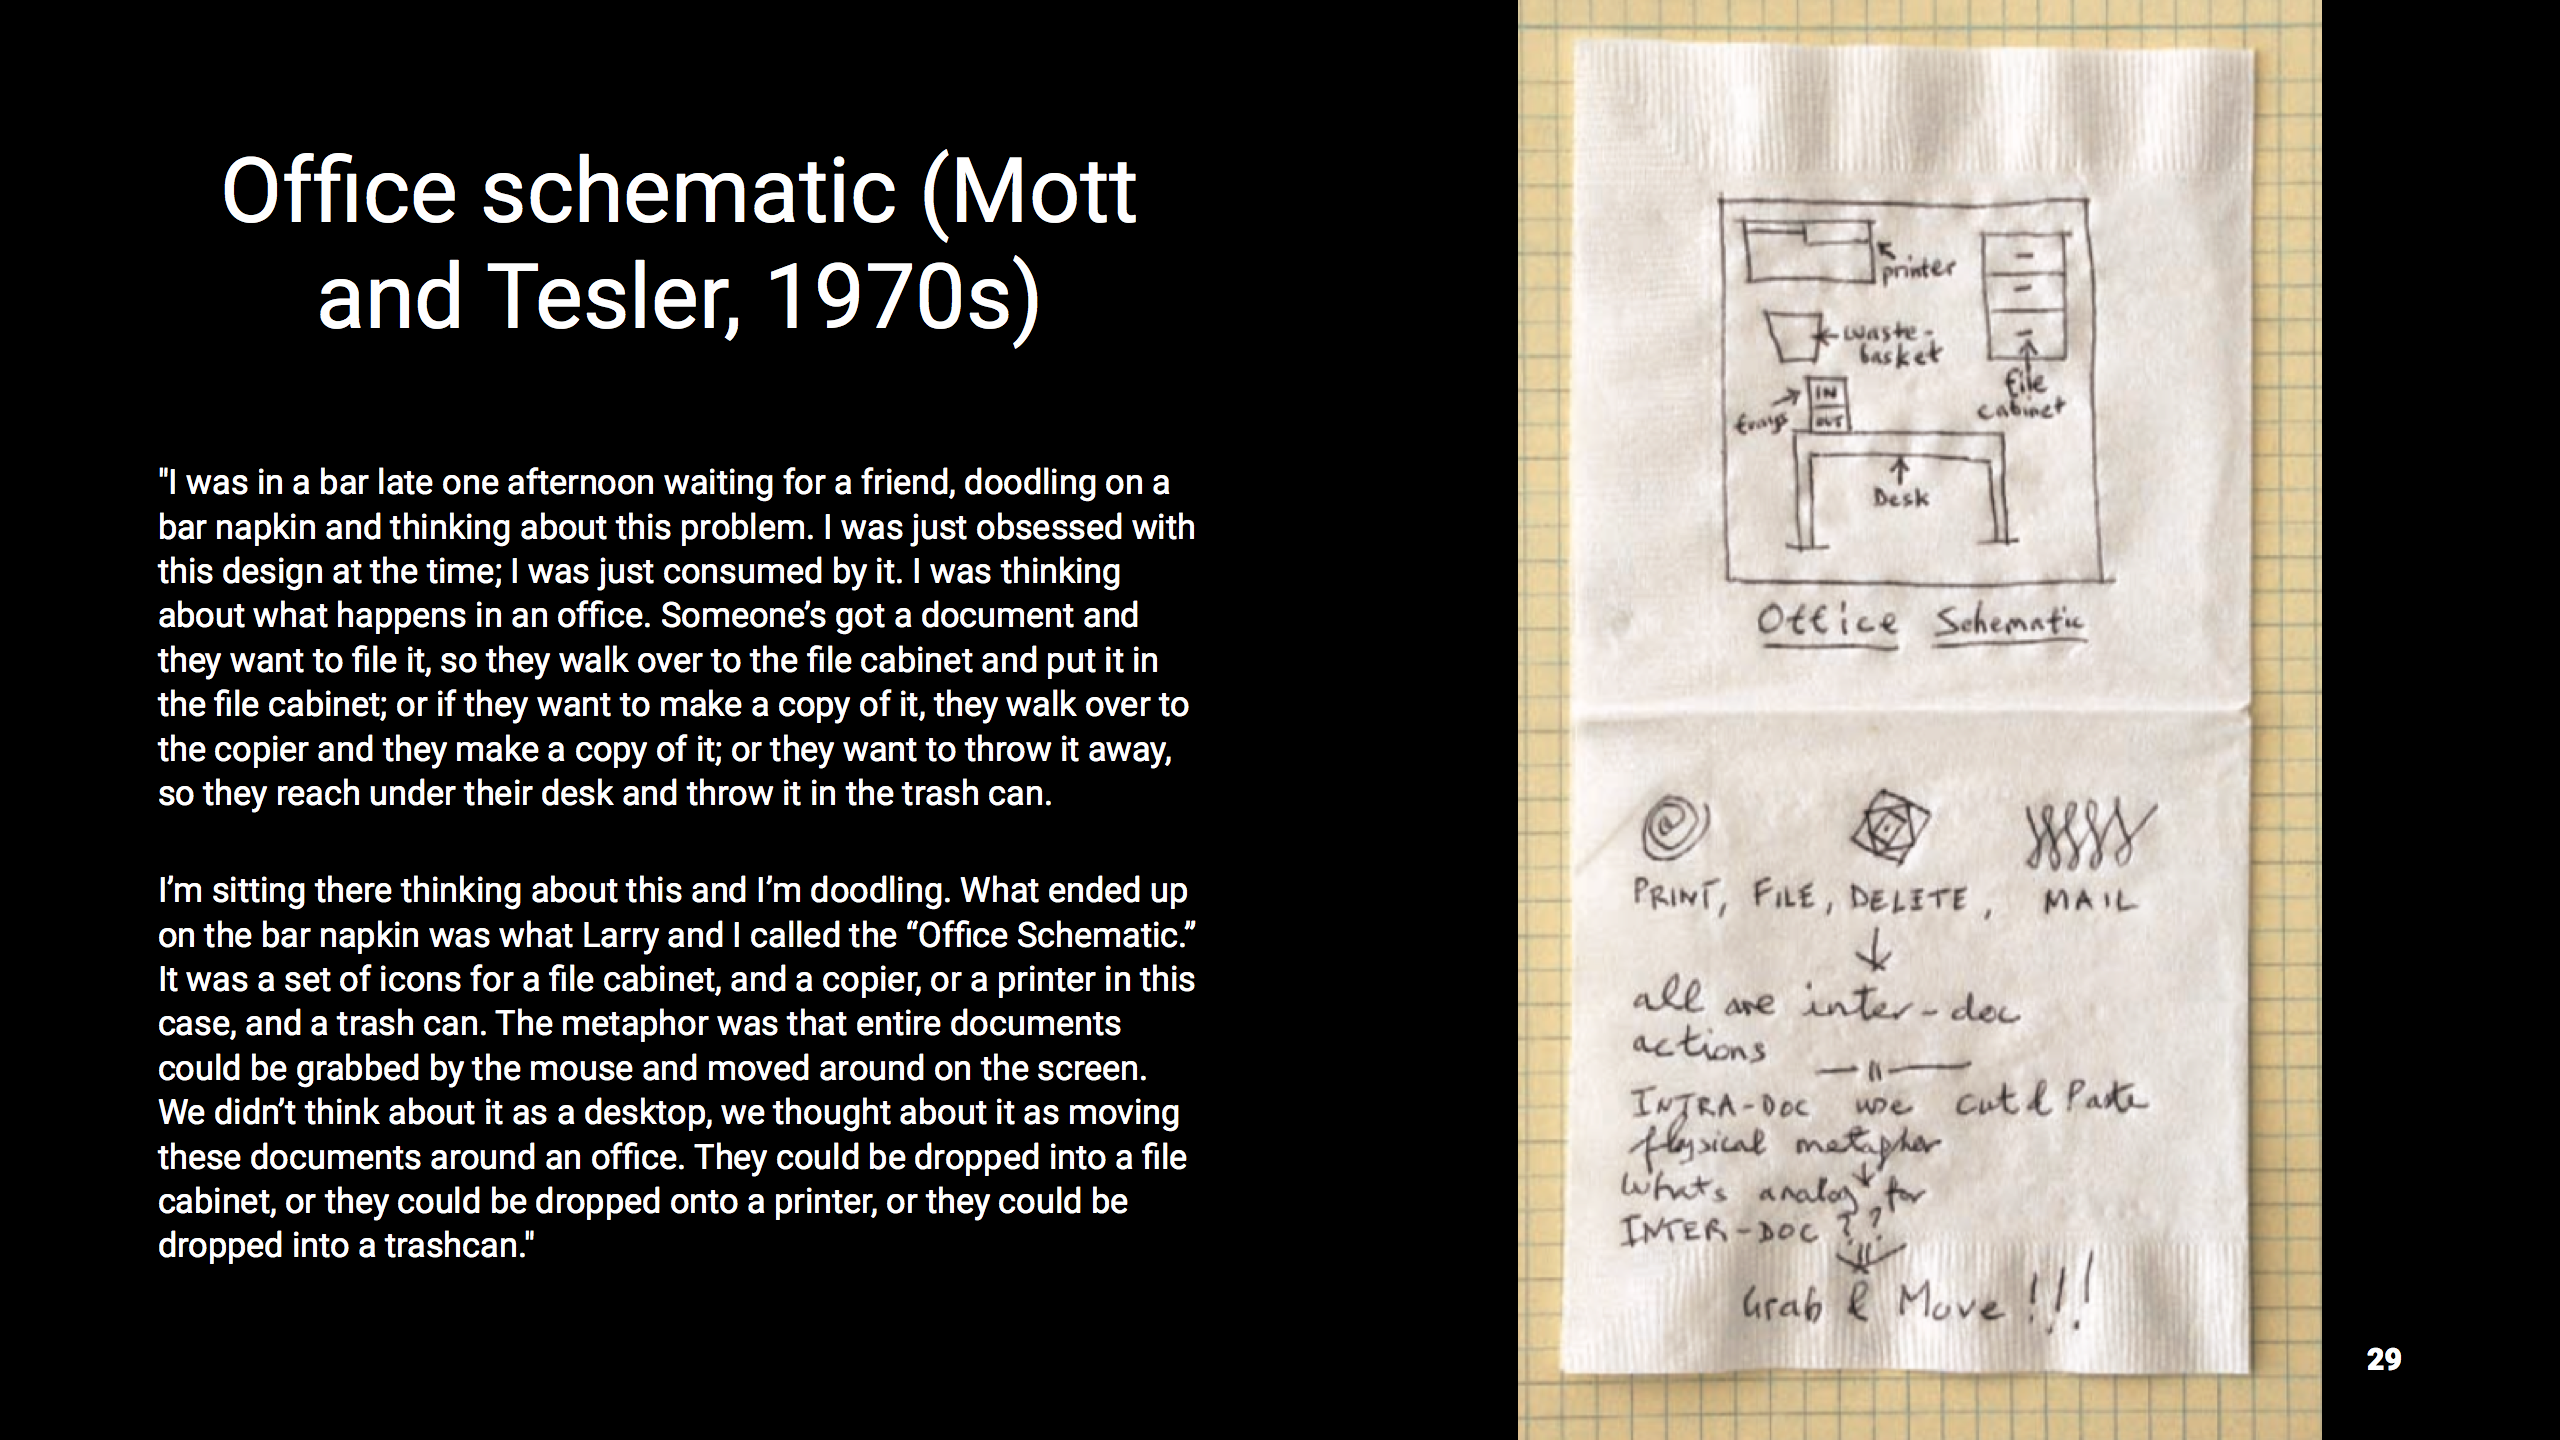 Office schematic (Mott
and Tesler, 1970s)
"I was in a bar late one afternoon waiting for a friend, doodling on a
bar napkin and thinking about this problem. I was just obsessed with
this design at the time; I was just consumed by it. I was thinking
about what happens in an office. Someone’s got a document and
they want to file it, so they walk over to the file cabinet and put it in
the file cabinet; or if they want to make a copy of it, they walk over to
the copier and they make a copy of it; or they want to throw it away,
so they reach under their desk and throw it in the trash can.
I’m sitting there thinking about this and I’m doodling. What ended up
on the bar napkin was what Larry and I called the “Office Schematic.”
It was a set of icons for a file cabinet, and a copier, or a printer in this
case, and a trash can. The metaphor was that entire documents
could be grabbed by the mouse and moved around on the screen.
We didn’t think about it as a desktop, we thought about it as moving
these documents around an office. They could be dropped into a file
cabinet, or they could be dropped onto a printer, or they could be
dropped into a trashcan."
printer
waste-
basket
file
cabinet
trays
IN
OUT
Desk
Office Schematic
PRINT, FILE, DELETE, MAIL
all are inter-doc
actions
INTRA-DOC we cut & Paste
physical metaphor
Whats analog for
INTER-DOC ??
Grab & Move !!!
29